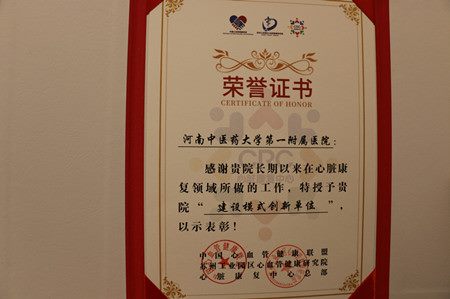 荣誉证书
CERTIFICATE OF HONOR
河南中医药大学第一附属医院：
感谢贵院长期以来在心脏康
复领域所做的工作，特授予贵
院“建设模式创新单位”，
以示表彰！
中国心血管健康联盟
苏州工业园区心血管健康研究院
心脏康复中心总部